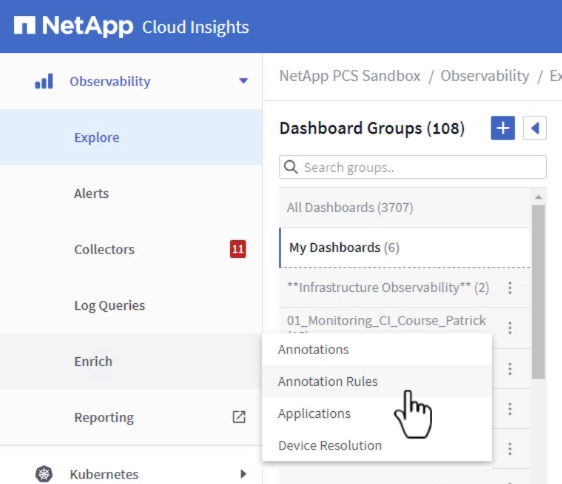 NetApp Cloud Insights
Observability
NetApp PCS Sandbox / Observability / Ex
Explore
Dashboard Groups (108)
Search groups..
Alerts
All Dashboards (3707)
Collectors 11
My Dashboards (6)
**Infrastructure Observability** (2)
Log Queries
01_Monitoring_CI_Course_Patrick
Enrich
Annotations
Annotation Rules
Applications
Device Resolution
Reporting
Kubernetes